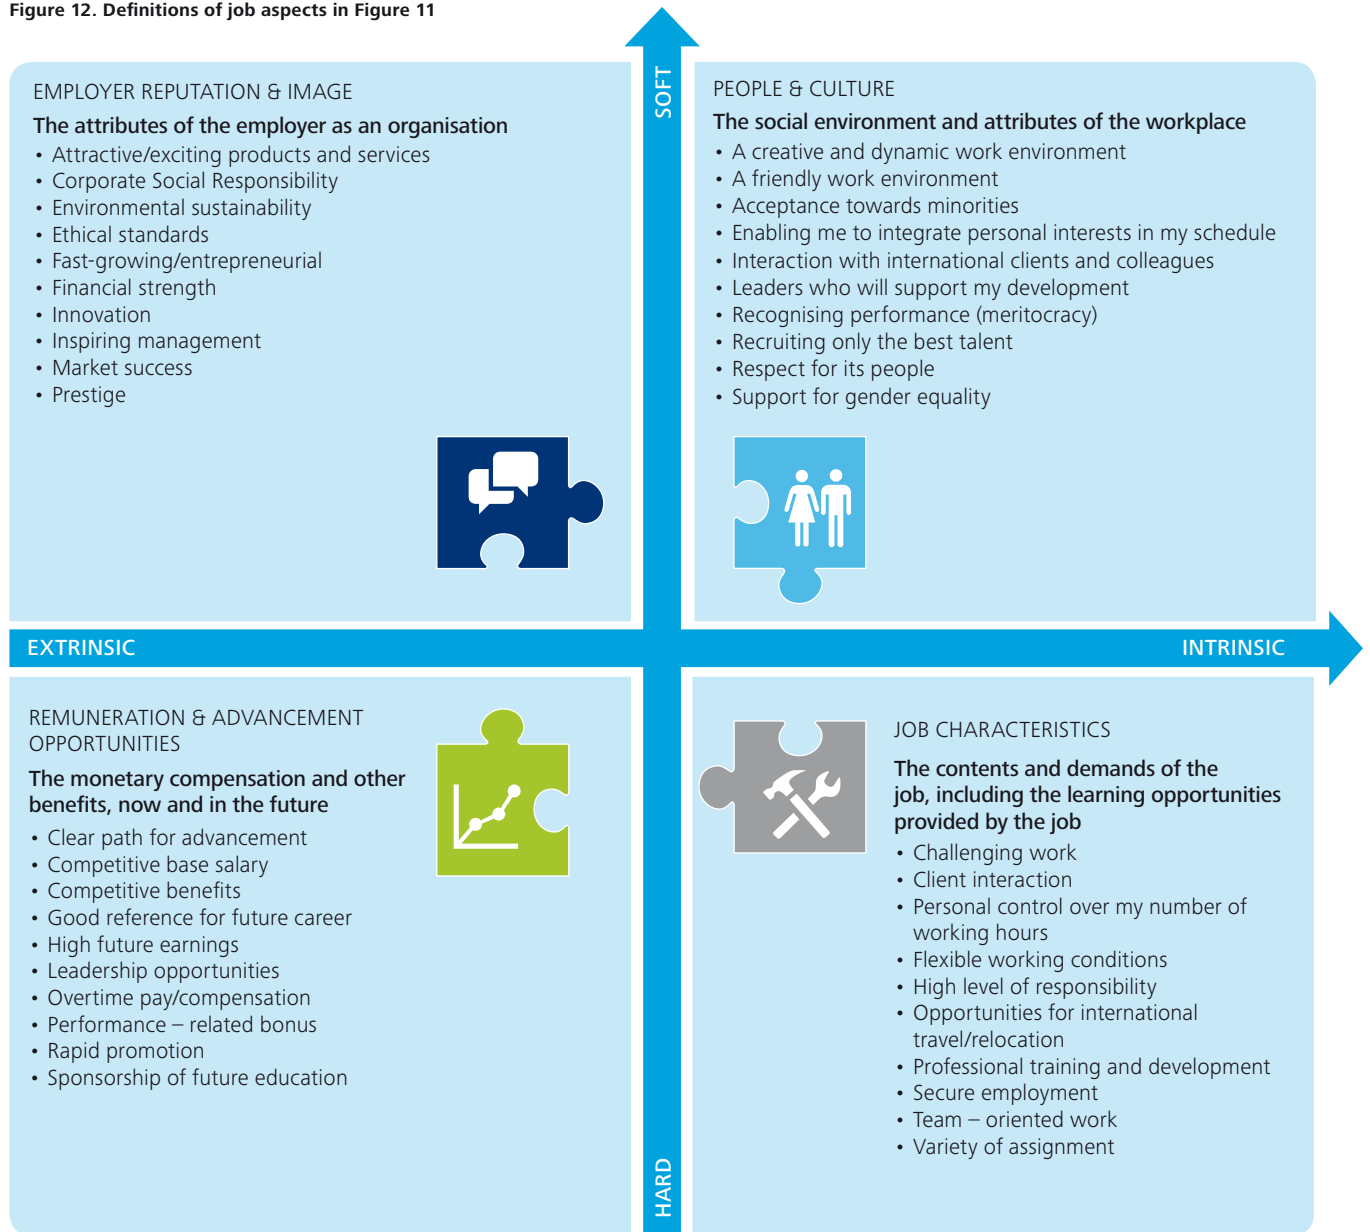 Figure 12. Definitions of job aspects in Figure 11
SOFT
EMPLOYER REPUTATION & IMAGE
The attributes of the employer as an organisation
• Attractive/exciting products and services
• Corporate Social Responsibility
• Environmental sustainability
• Ethical standards
• Fast-growing/entrepreneurial
• Financial strength
• Innovation
• Inspiring management
• Market success
• Prestige
PEOPLE & CULTURE
The social environment and attributes of the workplace
• A creative and dynamic work environment
• A friendly work environment
• Acceptance towards minorities
• Enabling me to integrate personal interests in my schedule
• Interaction with international clients and colleagues
• Leaders who will support my development
• Recognising performance (meritocracy)
• Recruiting only the best talent
• Respect for its people
• Support for gender equality
EXTRINSIC
INTRINSIC
REMUNERATION & ADVANCEMENT
OPPORTUNITIES
The monetary compensation and other
benefits, now and in the future
• Clear path for advancement
• Competitive base salary
• Competitive benefits
• Good reference for future career
• High future earnings
• Leadership opportunities
• Overtime pay/compensation
• Performance – related bonus
• Rapid promotion
• Sponsorship of future education
JOB CHARACTERISTICS
The contents and demands of the
job, including the learning opportunities
provided by the job
• Challenging work
• Client interaction
• Personal control over my number of
working hours
• Flexible working conditions
• High level of responsibility
• Opportunities for international
travel/relocation
• Professional training and development
• Secure employment
• Team – oriented work
• Variety of assignment
HARD